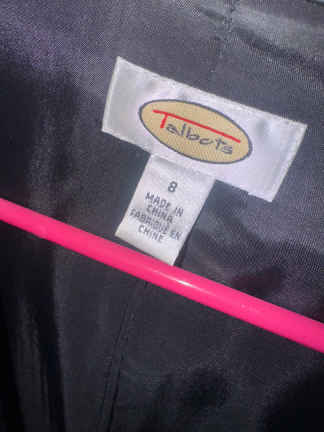 Talbots
8
MADE IN
CHINA
FABRIQUÉ EN
CHINE